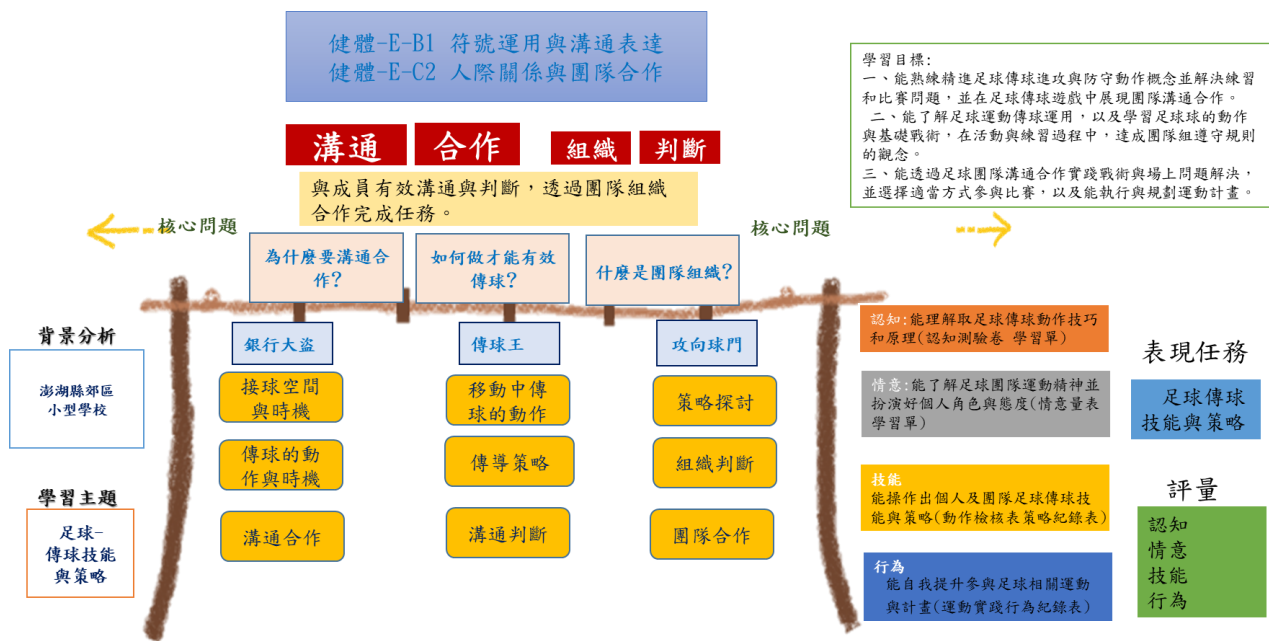 健體-E-B1 符號運用與溝通表達
健體-E-C2 人際關係與團隊合作
溝通
合作
組織
判斷
與成員有效溝通與判斷，透過團隊組織
合作完成任務。
學習目標:
一、能熟練精進足球傳球進攻與防守動作概念並解決練習
和比賽問題，並在足球傳球遊戲中展現團隊溝通合作。
二、能了解足球運動傳球運用，以及學習足球球的動作
與基礎戰術，在活動與練習過程中，達成團隊組遵守規則
的觀念。
三、能透過足球團隊溝通合作實踐戰術與場上問題解決，
並選擇適當方式參與比賽，以及能執行與規劃運動計畫。
核心問題
核心問題
為什麼要溝通合
作?
如何做才能有效
傳球?
什麼是團隊組織?
背景分析
澎湖縣郊區
小型學校
學習主題
足球-
傳球技能
與策略
銀行大盜
接球空間
與時機
傳球的動
作與時機
溝通合作
傳球王
移動中傳
球的動作
傳導策略
溝通判斷
攻向球門
策略探討
組織判斷
團隊合作
認知:能理解取足球傳球動作技巧
和原理(認知測驗卷 學習單)
情意:能了解足球團隊運動精神並
扮演好個人角色與態度(情意量表
學習單)
技能
能操作出個人及團隊足球傳球技
能與策略(動作檢核表策略紀錄表)
行為
能自我提升參與足球相關運動
與計畫(運動實踐行為紀錄表)
表現任務
足球傳球
技能與策略
評量
認知
情意
技能
行為